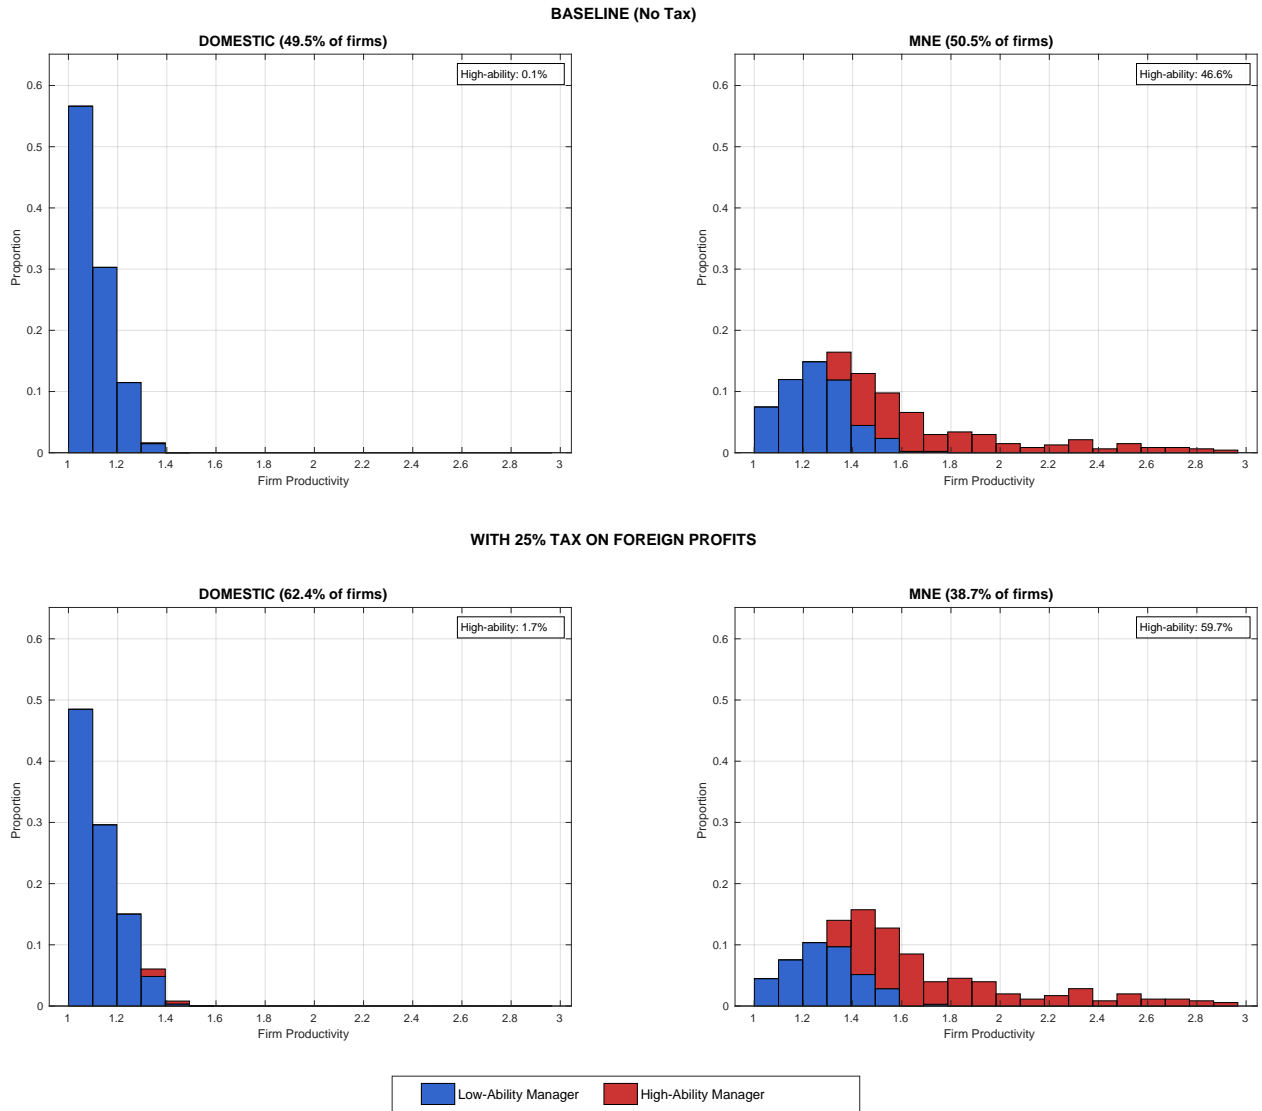 BASELINE (No Tax)
DOMESTIC (49.5% of firms)
High-ability: 0.1%
0.6
0.5
0.4
0.3
0.2
0.1
0
Proportion
1 1.2 1.4 1.6 1.8 2 2.2 2.4 2.6 2.8 3
Firm Productivity
MNE (50.5% of firms)
High-ability: 46.6%
0.6
0.5
0.4
0.3
0.2
0.1
0
Proportion
1 1.2 1.4 1.6 1.8 2 2.2 2.4 2.6 2.8 3
Firm Productivity
WITH 25% TAX ON FOREIGN PROFITS
DOMESTIC (62.4% of firms)
High-ability: 1.7%
0.6
0.5
0.4
0.3
0.2
0.1
0
Proportion
1 1.2 1.4 1.6 1.8 2 2.2 2.4 2.6 2.8 3
Firm Productivity
MNE (38.7% of firms)
High-ability: 59.7%
0.6
0.5
0.4
0.3
0.2
0.1
0
Proportion
1 1.2 1.4 1.6 1.8 2 2.2 2.4 2.6 2.8 3
Firm Productivity
Low-Ability Manager
High-Ability Manager